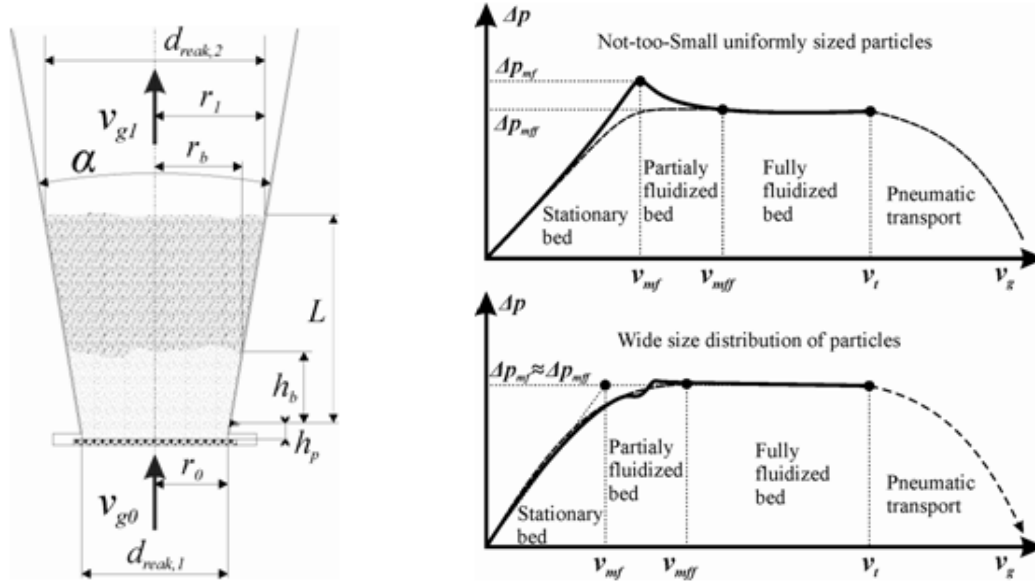 d_reak,2
r_1
v_g1
r_b
α
L
h_b
h_p
r_0
v_g0
d_reak,1
Δp
Not-too-Small uniformly sized particles
Δp_mf
Δp_mff
Partialy
fluidized
bed
Fully
fluidized
bed
Pneumatic
transport
Stationary
bed
v_mf
v_mff
v_t
v_g
Δp
Wide size distribution of particles
Δp_mf≈Δp_mff
Partialy
fluidized
bed
Fully
fluidized
bed
Pneumatic
transport
Stationary
bed
v_mf
v_mff
v_t
v_g